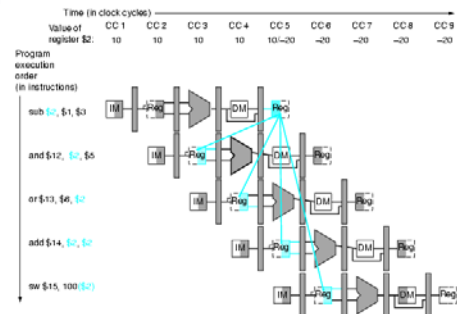 Time (in clock cycles)
Value of register $2:
CC 1 CC 2 CC 3 CC 4 CC 5 CC 6 CC 7 CC 8 CC 9
10 10 10 10 10/–20 –20 –20 –20 –20
Program
execution
order
(in instructions)
sub $2, $1, $3
IM Reg DM Reg
and $12, $2, $5
IM Reg DM Reg
or $13, $6, $2
IM Reg DM Reg
add $14, $2, $2
IM Reg DM Reg
sw $15, 100($2)
IM Reg DM Reg